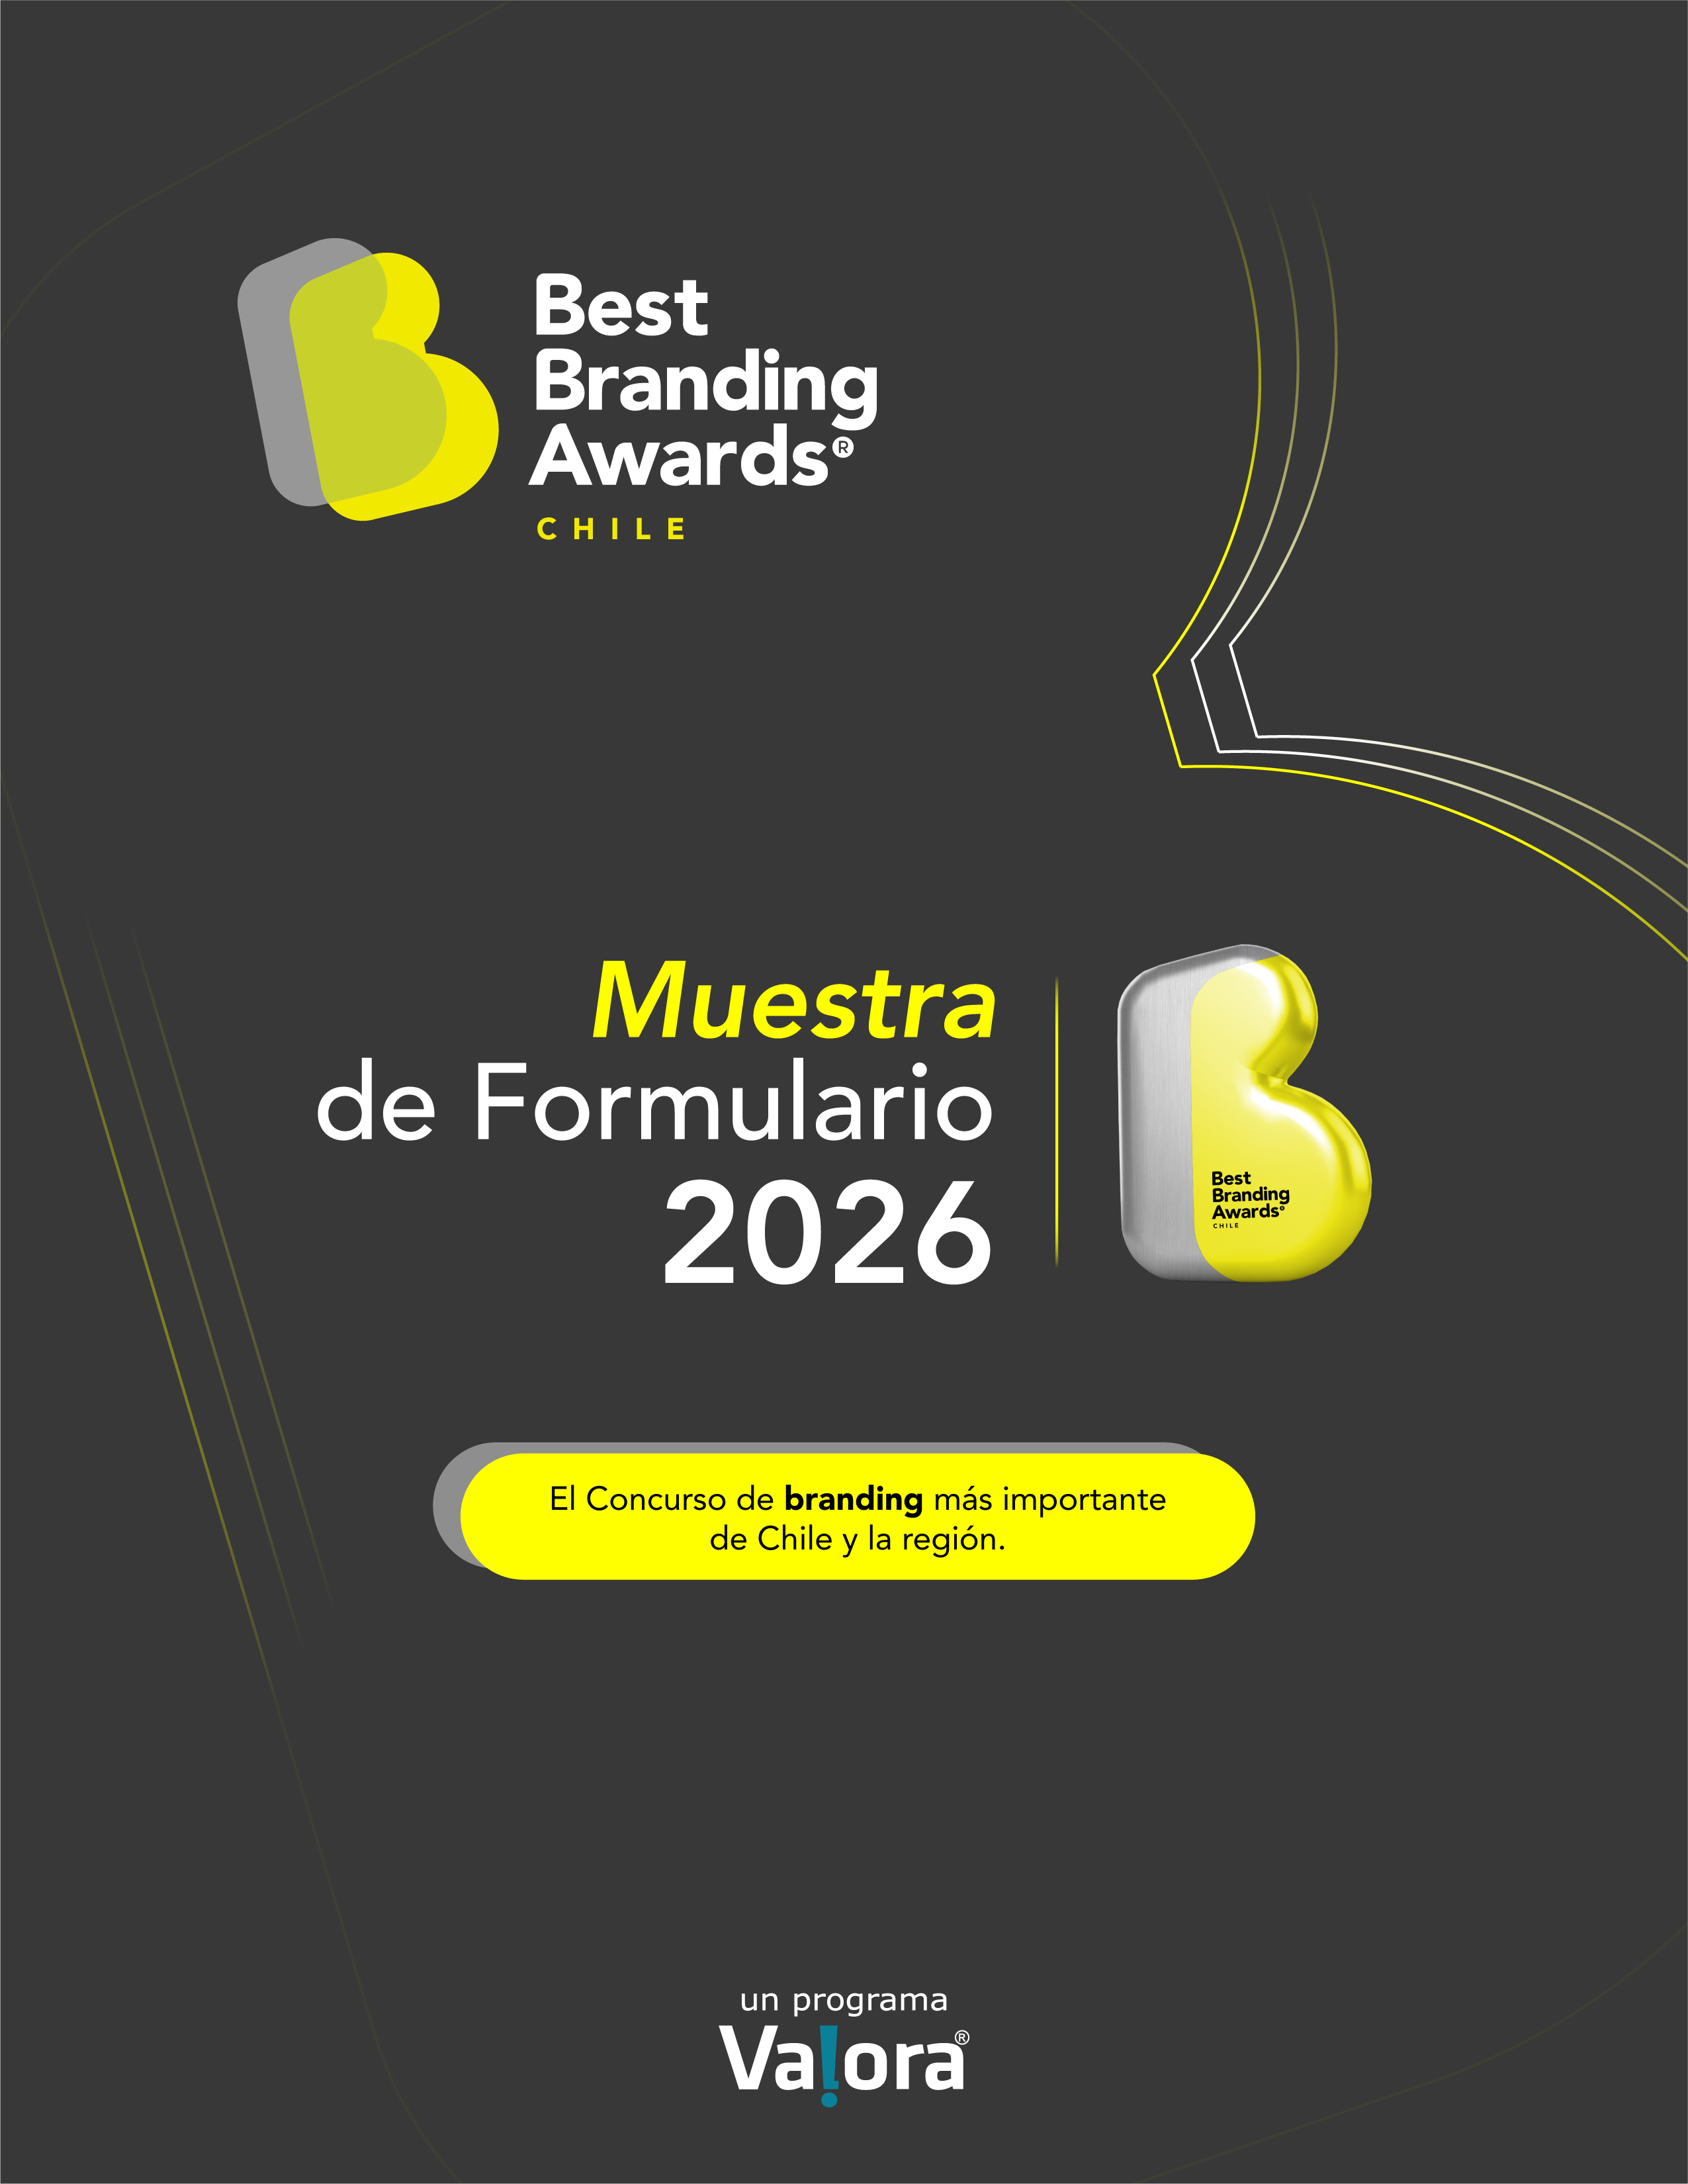 Best
Branding
Awards®
CHILE
Muestra
de Formulario
2026
Best
Branding
Awards®
CHILE
El Concurso de branding más importante
de Chile y la región.
un programa
Va!ora®